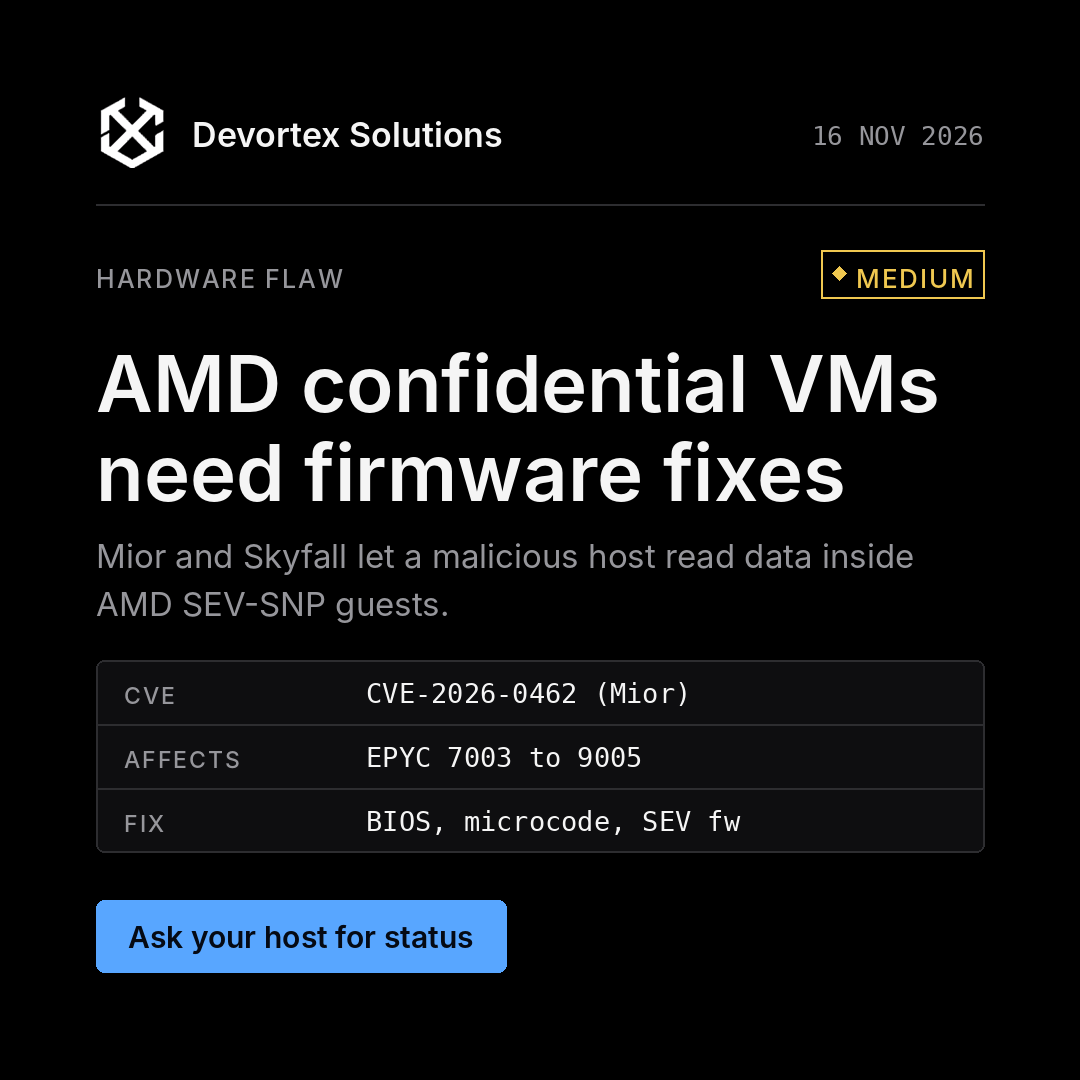 Devortex Solutions
16 NOV 2026
HARDWARE FLAW
MEDIUM
AMD confidential VMs
need firmware fixes
Mior and Skyfall let a malicious host read data inside
AMD SEV-SNP guests.
CVE CVE-2026-0462 (Mior)
AFFECTS EPYC 7003 to 9005
FIX BIOS, microcode, SEV fw
Ask your host for status